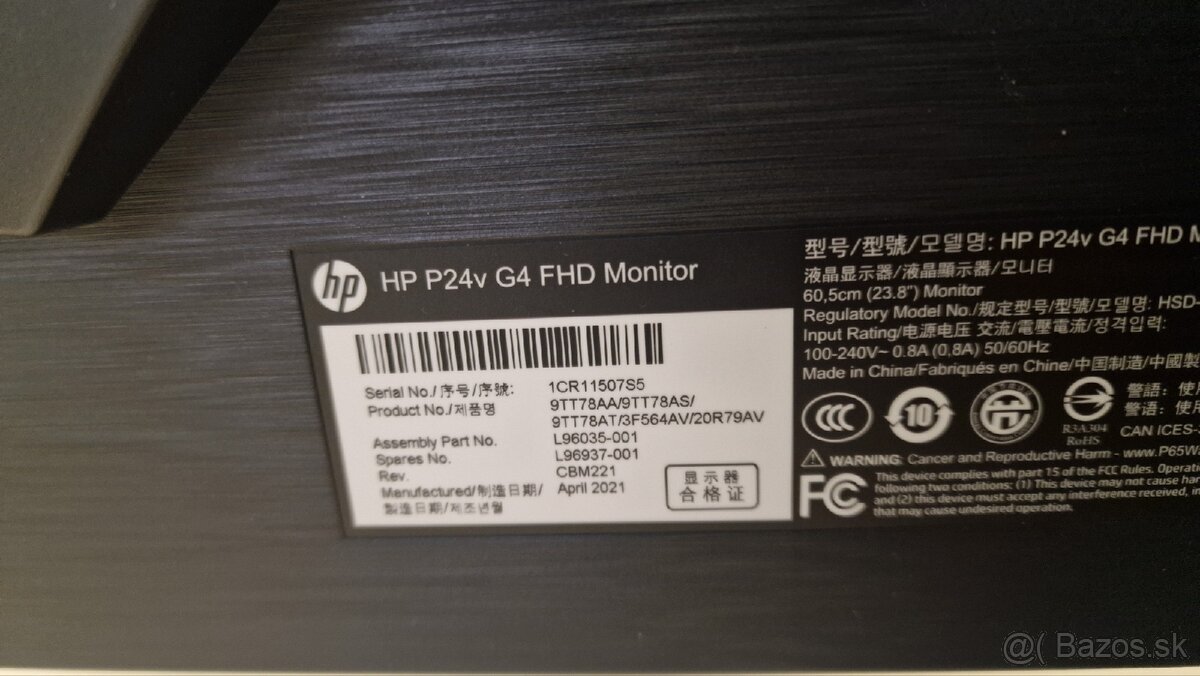 hp HP P24v G4 FHD Monitor
Serial No./序号/序號: 1CR11507S5
Product No./제품명 9TT78AA/9TT78AS/
9TT78AT/3F564AV/20R79AV
Assembly Part No. L96035-001
Spares No. L96937-001
Rev. CBM221
Manufactured/制造日期/ April 2021
製造日期/제조년월
显示器
合格证
型号/型號/모델명: HP P24v G4 FHD M
液晶显示器/液晶顯示器/모니터
60,5cm (23.8") Monitor
Regulatory Model No./规定型号/型號/모델명: HSD-
Input Rating/电源电压 交流/電壓電流/정격입력:
100-240V~ 0.8A (0,8A) 50/60Hz
Made in China/Fabriqués en Chine/中国制造/中國製
CCC
10
R3A304
RoHS
警語: 使用
警语: 使用
CAN ICES-
WARNING: Cancer and Reproductive Harm - www.P65Wa
FC This device complies with part 15 of the FCC Rules. Operatio
following two conditions: (1) This device may not cause har
and (2) this device must accept any interference received,
that may cause undesired operation.
@( Bazos.sk